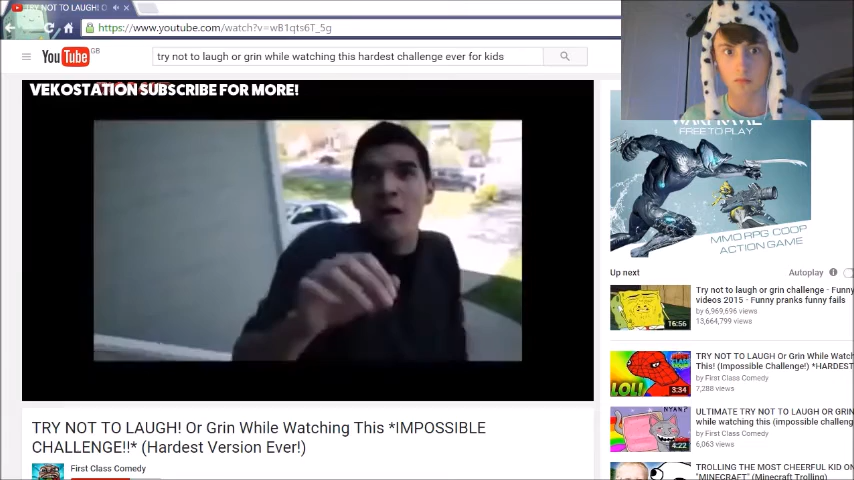 TRY NOT TO LAUGH! O
https://www.youtube.com/watch?v=wB1qts6T_5g
YouTube GB
try not to laugh or grin while watching this hardest challenge ever for kids
VEKOSTATION SUBSCRIBE FOR MORE!
WARFRAME
FREE TO PLAY
MMO RPG COOP
ACTION GAME
Up next
Autoplay
Try not to laugh or grin challenge - Funny
videos 2015 - Funny pranks funny fails
by 6,969,696 views
13,664,799 views
16:56
TRY NOT TO LAUGH Or Grin While Watch
This! (Impossible Challenge!) *HARDEST
by First Class Comedy
7,288 views
LOL!
3:34
ULTIMATE TRY NOT TO LAUGH OR GRIN
while watching this (impossible challeng
by First Class Comedy
6,063 views
NYAN?
4:22
TROLLING THE MOST CHEERFUL KID ON
*MINECRAFT* (Minecraft Trolling)
TRY NOT TO LAUGH! Or Grin While Watching This *IMPOSSIBLE
CHALLENGE!!* (Hardest Version Ever!)
First Class Comedy